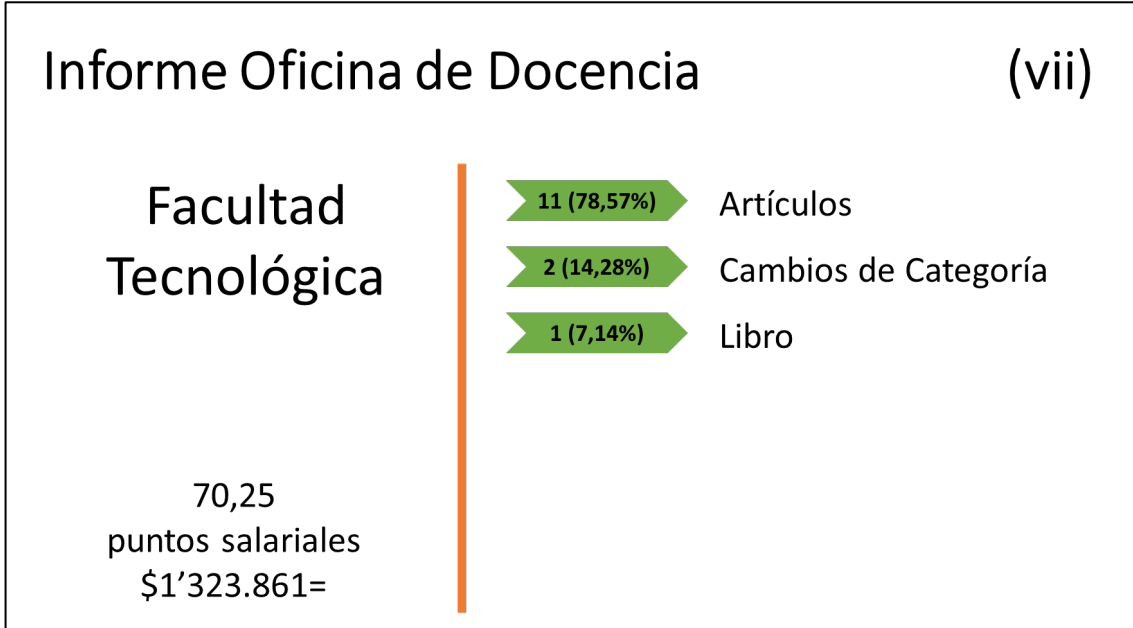 Informe Oficina de Docencia (vii)
Facultad
Tecnológica
11 (78,57%) Artículos
2 (14,28%) Cambios de Categoría
1 (7,14%) Libro
70,25
puntos salariales
$1’323.861=